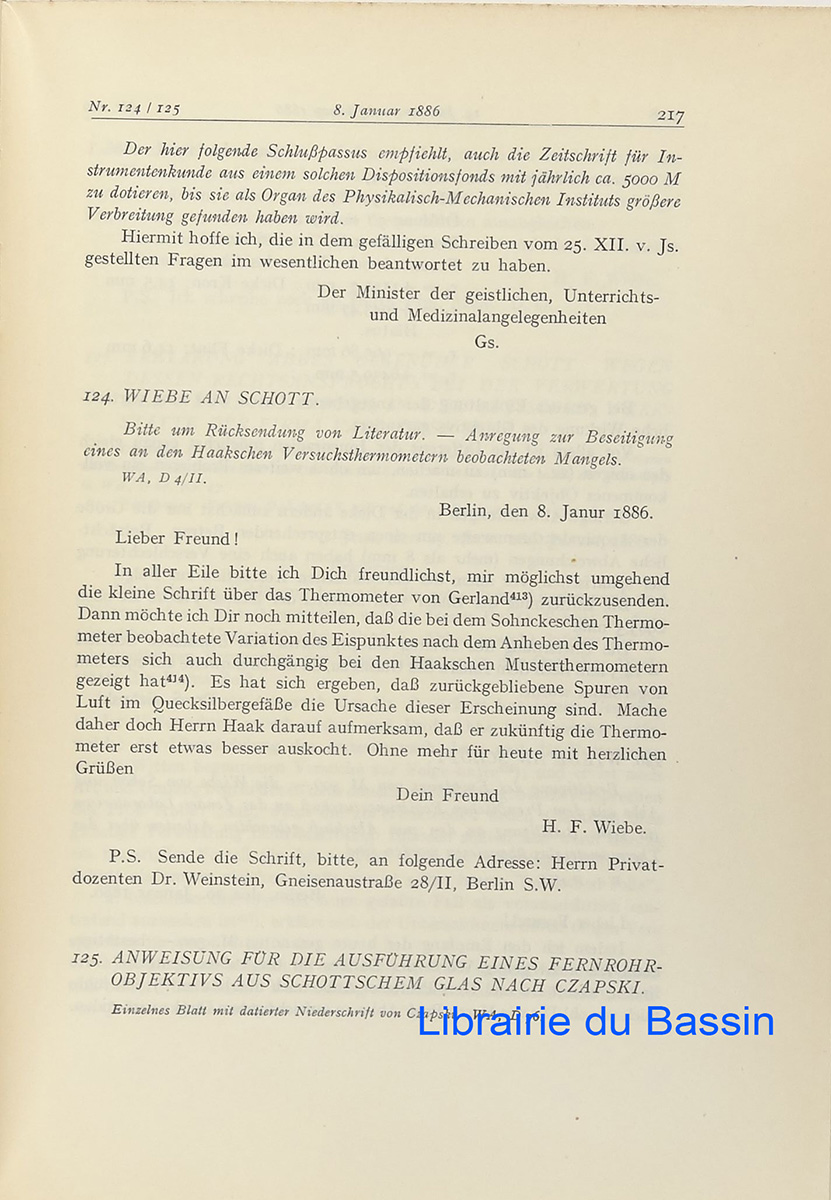 Nr. 124 / 125 8. Januar 1886 217
Der hier folgende Schlußpassus empfiehlt, auch die Zeitschrift für In-
strumentenkunde aus einem solchen Dispositionsfonds mit jährlich ca. 5000 M
zu dotieren, bis sie als Organ des Physikalisch-Mechanischen Instituts größere
Verbreitung gefunden haben wird.
Hiermit hoffe ich, die in dem gefälligen Schreiben vom 25. XII. v. Js.
gestellten Fragen im wesentlichen beantwortet zu haben.
Der Minister der geistlichen, Unterrichts-
und Medizinalangelegenheiten
Gs.
124. WIEBE AN SCHOTT.
Bitte um Rücksendung von Literatur. — Anregung zur Beseitigung
eines an den Haakschen Versuchsthermometern beobachteten Mangels.
WA, D 4/II.
Berlin, den 8. Janur 1886.
Lieber Freund!
In aller Eile bitte ich Dich freundlichst, mir möglichst umgehend
die kleine Schrift über das Thermometer von Gerland⁴¹³) zurückzusenden.
Dann möchte ich Dir noch mitteilen, daß die bei dem Sohnckeschen Thermo-
meter beobachtete Variation des Eispunktes nach dem Anheben des Thermo-
meters sich auch durchgängig bei den Haakschen Musterthermometern
gezeigt hat⁴¹⁴). Es hat sich ergeben, daß zurückgebliebene Spuren von
Luft im Quecksilbergefäße die Ursache dieser Erscheinung sind. Mache
daher doch Herrn Haak darauf aufmerksam, daß er zukünftig die Thermo-
meter erst etwas besser auskocht. Ohne mehr für heute mit herzlichen
Grüßen
Dein Freund
H. F. Wiebe.
P.S. Sende die Schrift, bitte, an folgende Adresse: Herrn Privat-
dozenten Dr. Weinstein, Gneisenaustraße 28/II, Berlin S.W.
125. ANWEISUNG FÜR DIE AUSFÜHRUNG EINES FERNROHR-
OBJEKTIVS AUS SCHOTTSCHEM GLAS NACH CZAPSKI.
Einzelnes Blatt mit datierter Niederschrift von Czapski. WA, D
Librairie du Bassin